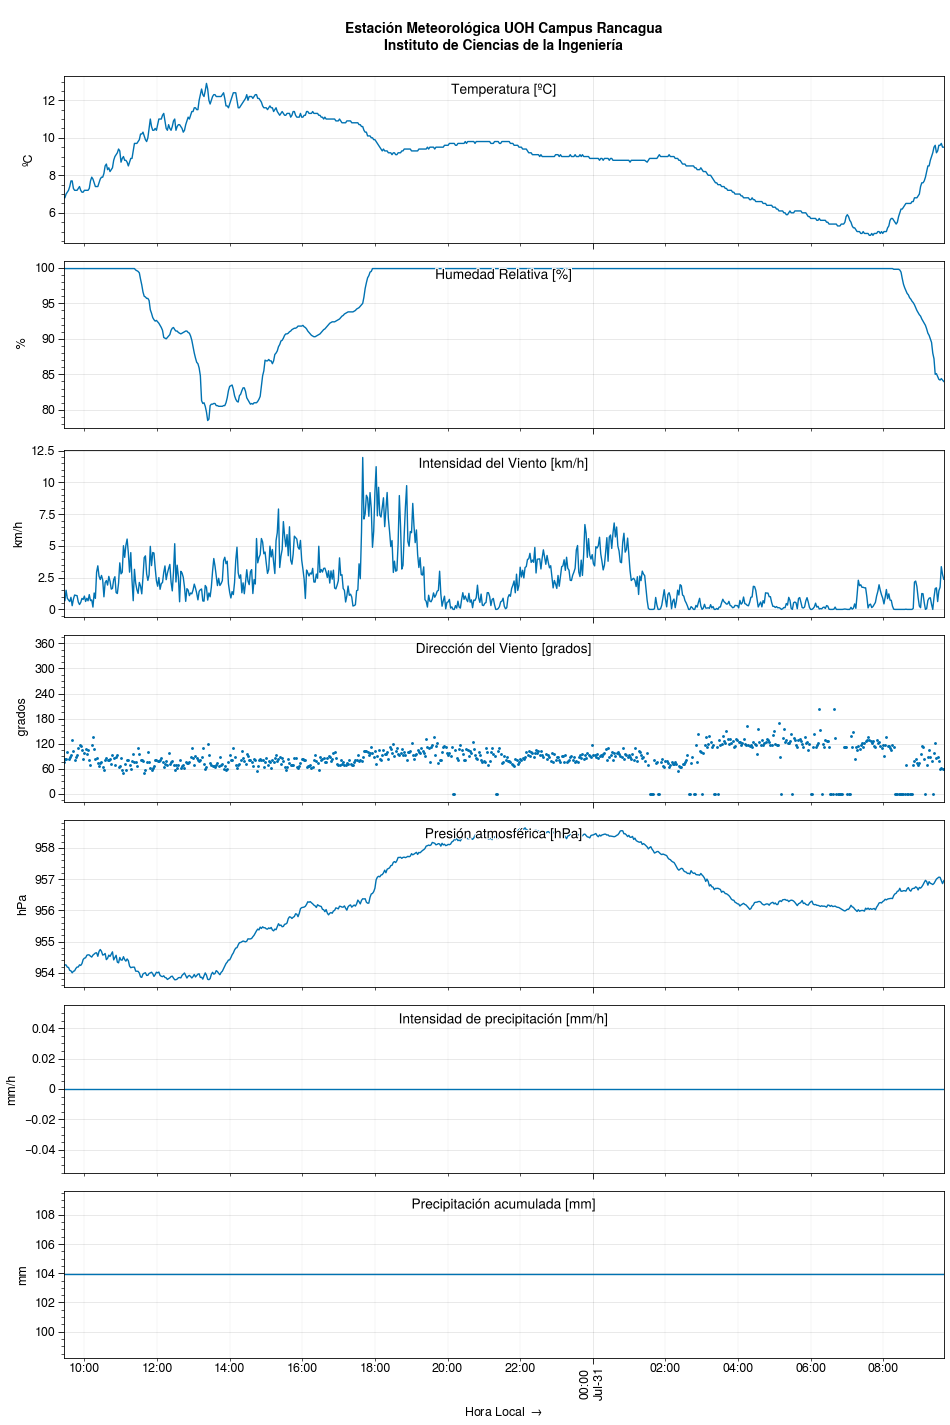 Estación Meteorológica UOH Campus Rancagua
Instituto de Ciencias de la Ingeniería
Temperatura [ºC]
12
10
8
6
ºC
Humedad Relativa [%]
100
95
90
85
80
%
Intensidad del Viento [km/h]
12.5
10
7.5
5
2.5
0
km/h
Dirección del Viento [grados]
360
300
240
180
120
60
0
grados
Presión atmosférica [hPa]
958
957
956
955
954
hPa
Intensidad de precipitación [mm/h]
0.04
0.02
0
−0.02
−0.04
mm/h
Precipitación acumulada [mm]
108
106
104
102
100
mm
10:00
12:00
14:00
16:00
18:00
20:00
22:00
00:00
Jul-31
02:00
04:00
06:00
08:00
Hora Local →